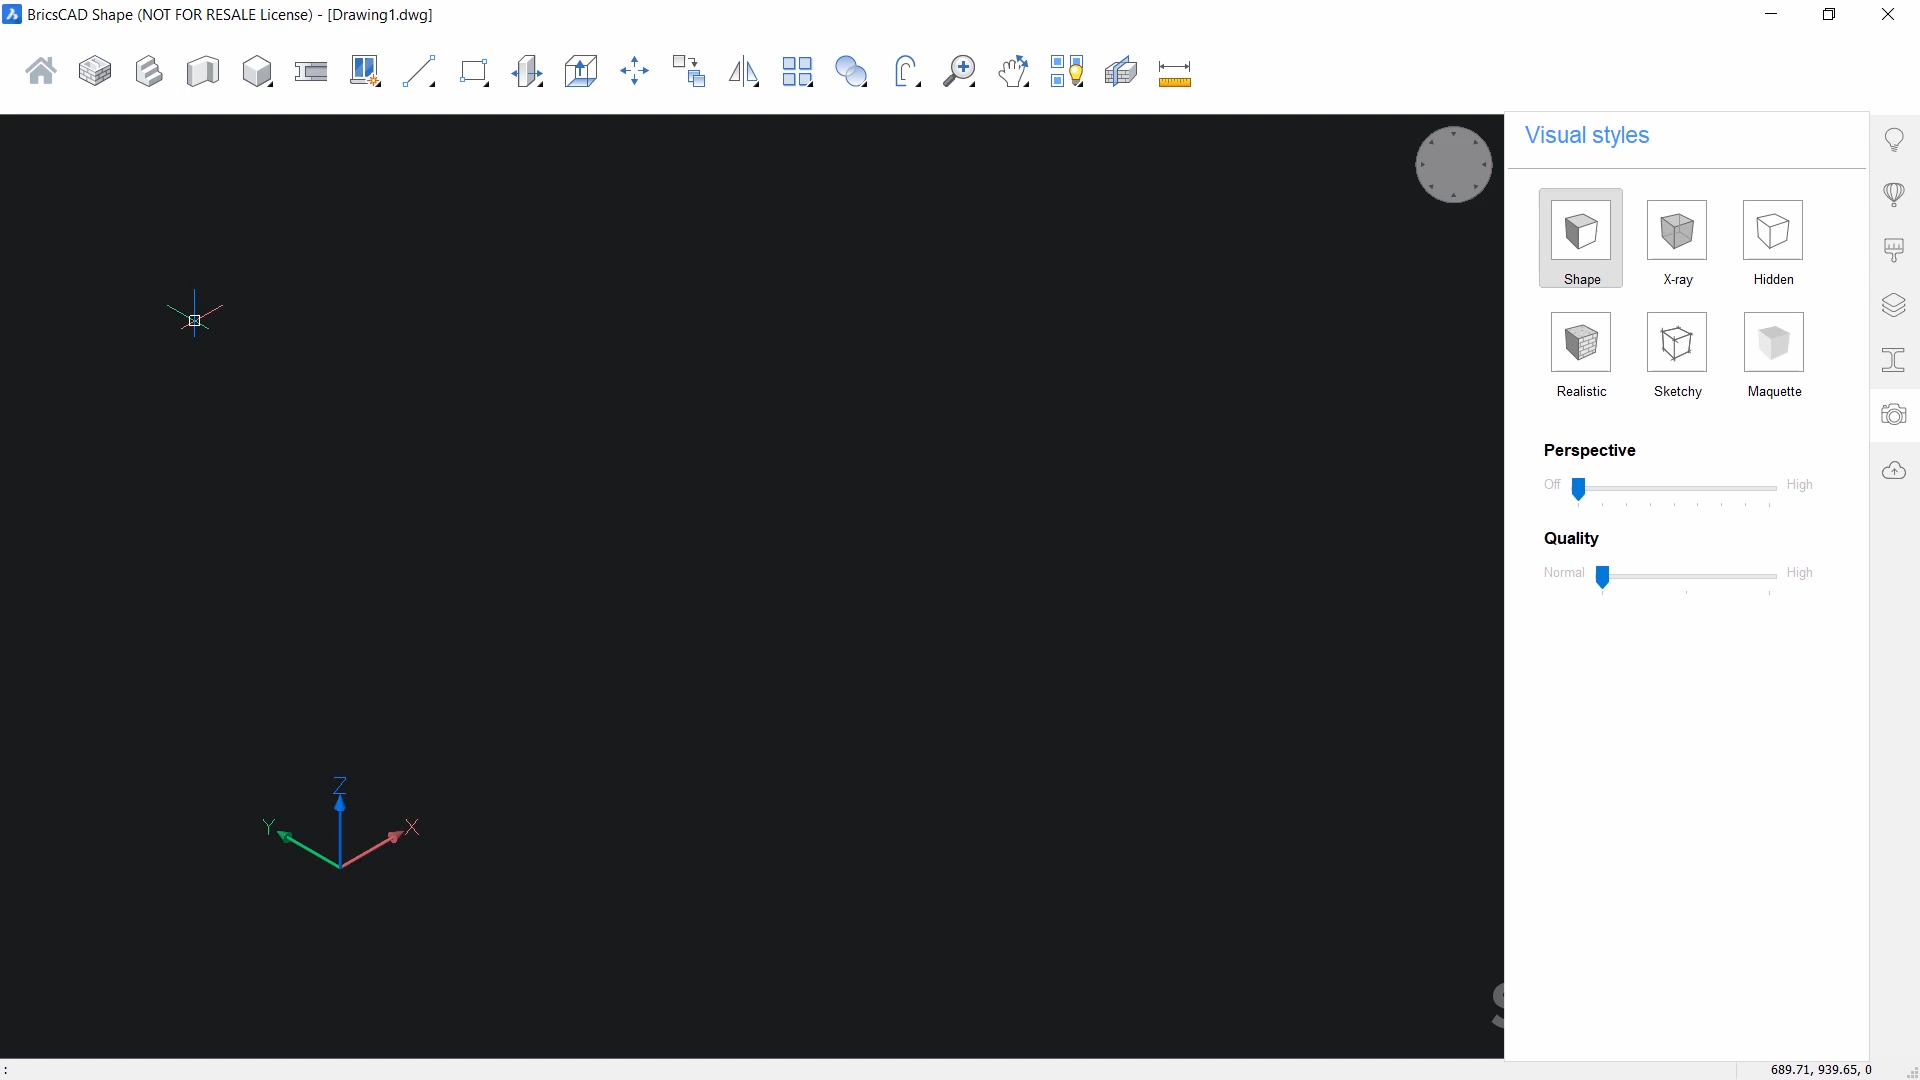 BricsCAD Shape (NOT FOR RESALE License) - [Drawing1.dwg]
Visual styles
Shape X-ray Hidden
Realistic Sketchy Maquette
Perspective
Off High
Quality
Normal High
Z
Y X
: 689.71, 939.65, 0